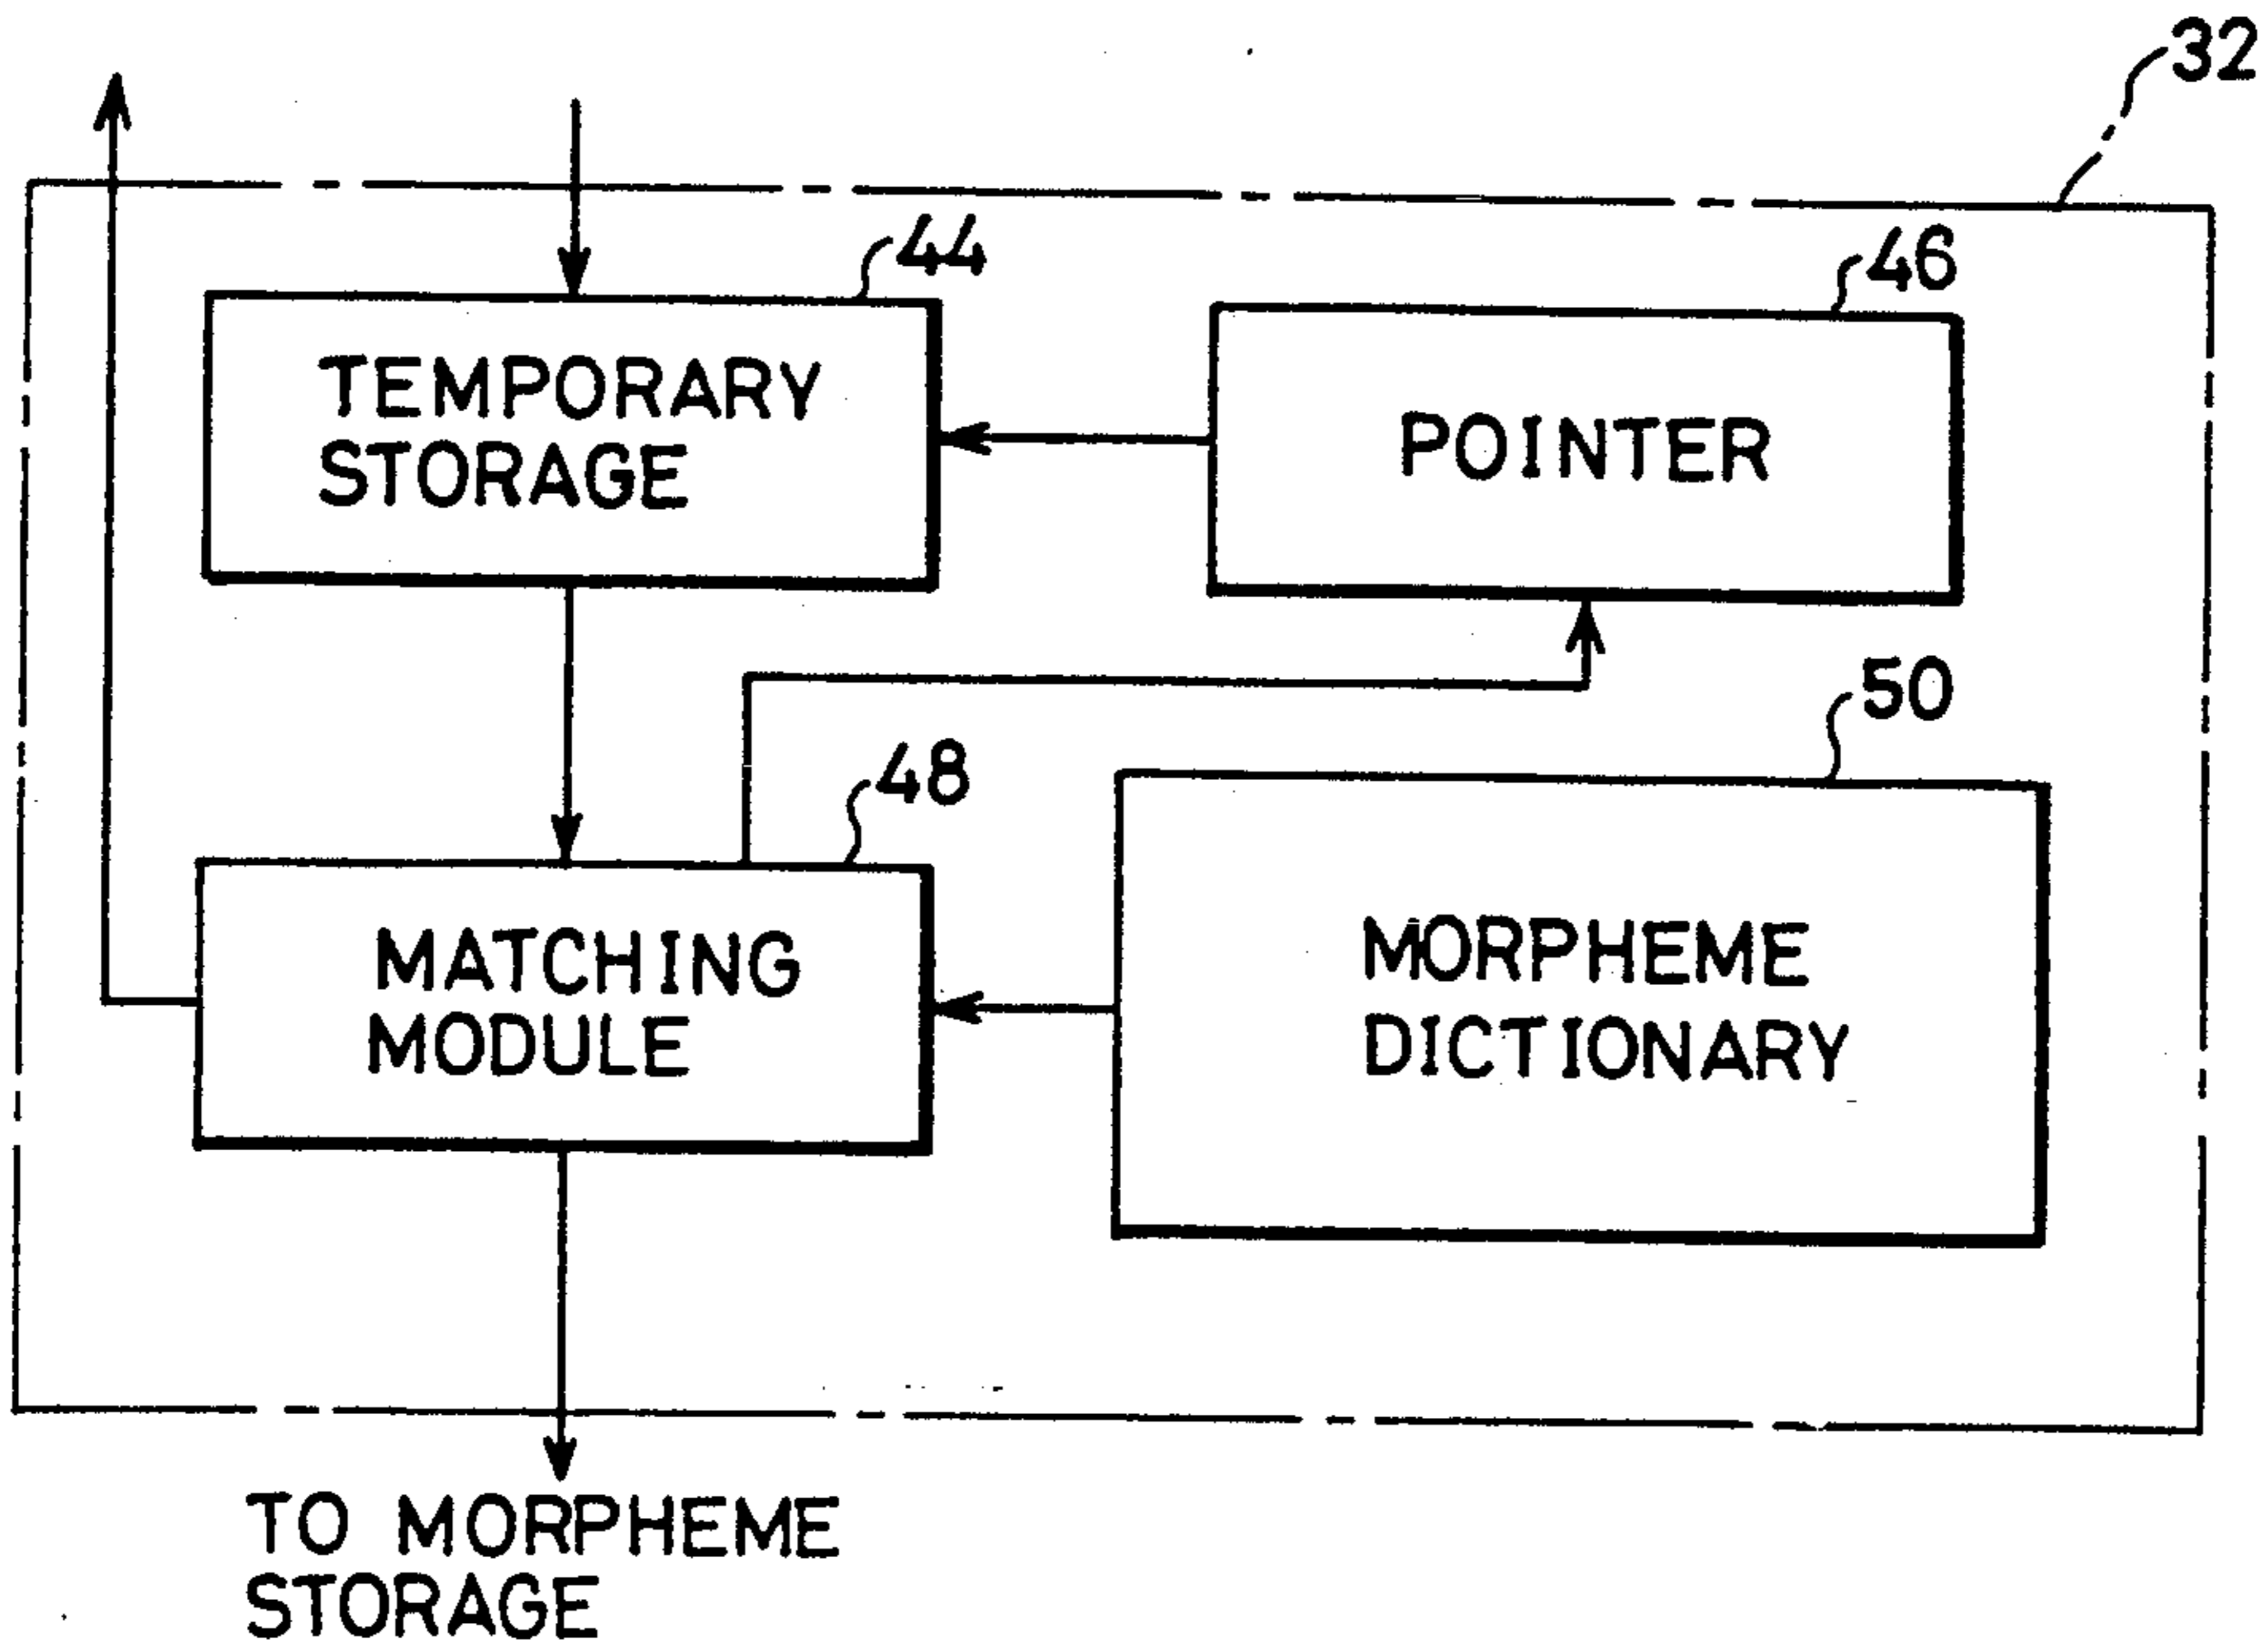 32
44
46
TEMPORARY
STORAGE
POINTER
50
48
MATCHING
MODULE
MORPHEME
DICTIONARY
TO MORPHEME
STORAGE